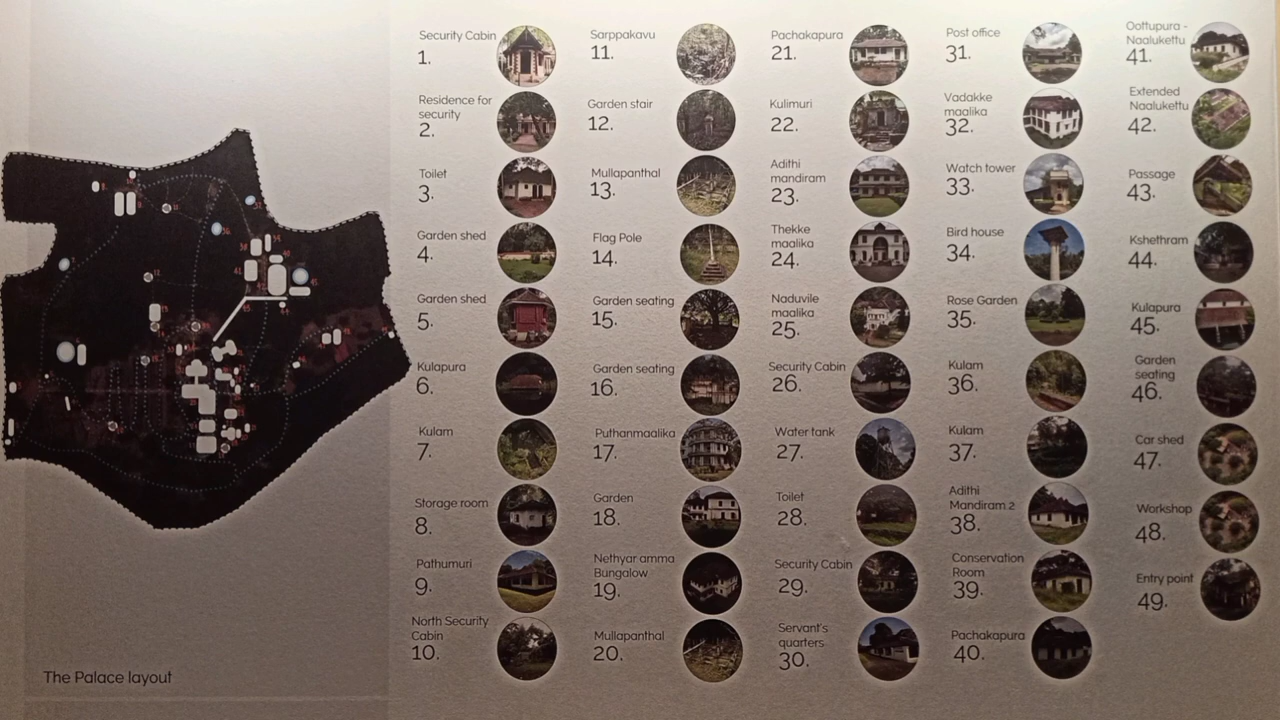 Security Cabin
1.
Residence for
security
2.
Toilet
3.
Garden shed
4.
Garden shed
5.
Kulapura
6.
Kulam
7.
Storage room
8.
Pathumuri
9.
North Security
Cabin
10.
Sarppakavu
11.
Garden stair
12.
Mullapanthal
13.
Flag Pole
14.
Garden seating
15.
Garden seating
16.
Puthanmaalika
17.
Garden
18.
Nethyar amma
Bungalow
19.
Mullapanthal
20.
Pachakapura
21.
Kulimuri
22.
Adithi
mandiram
23.
Thekke
maalika
24.
Naduvile
maalika
25.
Security Cabin
26.
Water tank
27.
Toilet
28.
Security Cabin
29.
Servant's
quarters
30.
Post office
31.
Vadakke
maalika
32.
Watch tower
33.
Bird house
34.
Rose Garden
35.
Kulam
36.
Kulam
37.
Adithi
Mandiram 2
38.
Conservation
Room
39.
Pachakapura
40.
Oottupura -
Naalukettu
41.
Extended
Naalukettu
42.
Passage
43.
Kshethram
44.
Kulapura
45.
Garden
seating
46.
Car shed
47.
Workshop
48.
Entry point
49.
The Palace layout